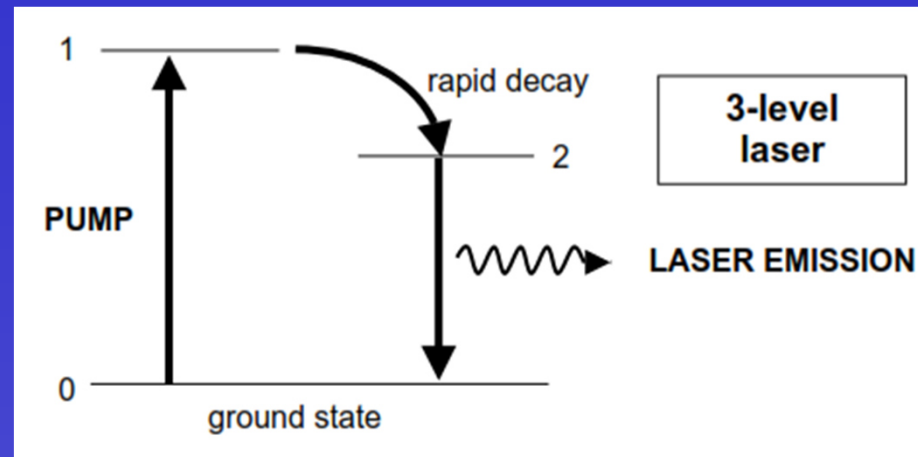 1
rapid decay
3-level
laser
2
PUMP
LASER EMISSION
0
ground state